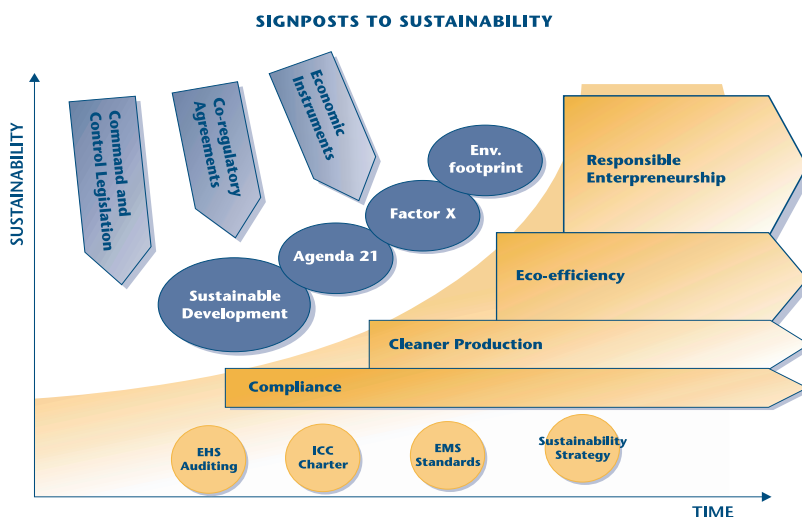 SIGNPOSTS TO SUSTAINABILITY
SUSTAINABILITY
Command and
Control Legislation
Co-regulatory
Agreements
Economic
Instruments
Env.
footprint
Factor X
Agenda 21
Sustainable
Development
Responsible
Enterpreneurship
Eco-efficiency
Cleaner Production
Compliance
EHS
Auditing
ICC
Charter
EMS
Standards
Sustainability
Strategy
TIME